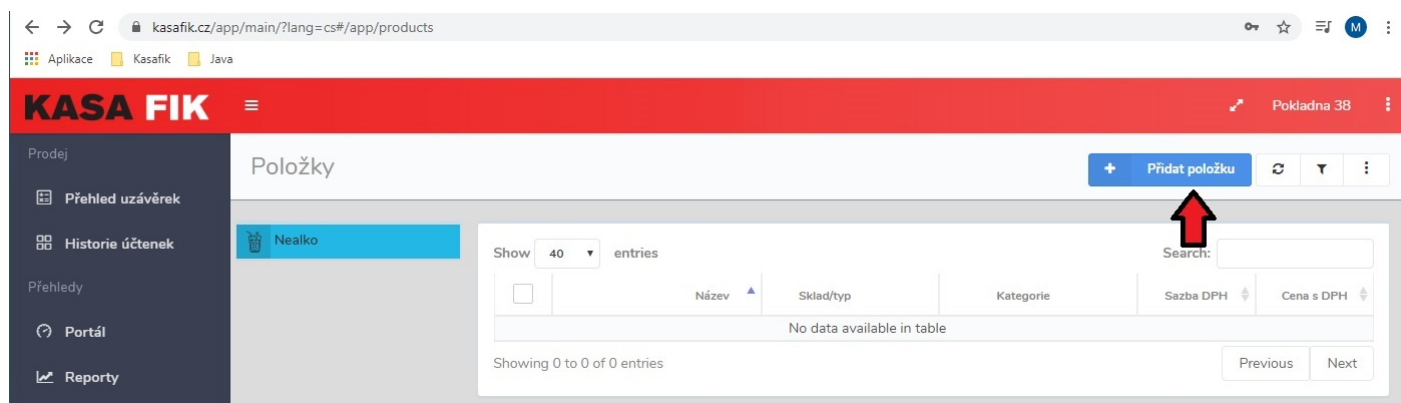 kasafik.cz/app/main/?lang=cs#/app/products
M
Aplikace Kasafik Java
KASA FIK
Pokladna 38
Prodej
Položky
Přidat položku
Přehled uzávěrek
Historie účtenek
Nealko
Show 40 entries
Search:
Název Sklad/typ Kategorie Sazba DPH Cena s DPH
No data available in table
Showing 0 to 0 of 0 entries
Previous Next
Přehledy
Portál
Reporty